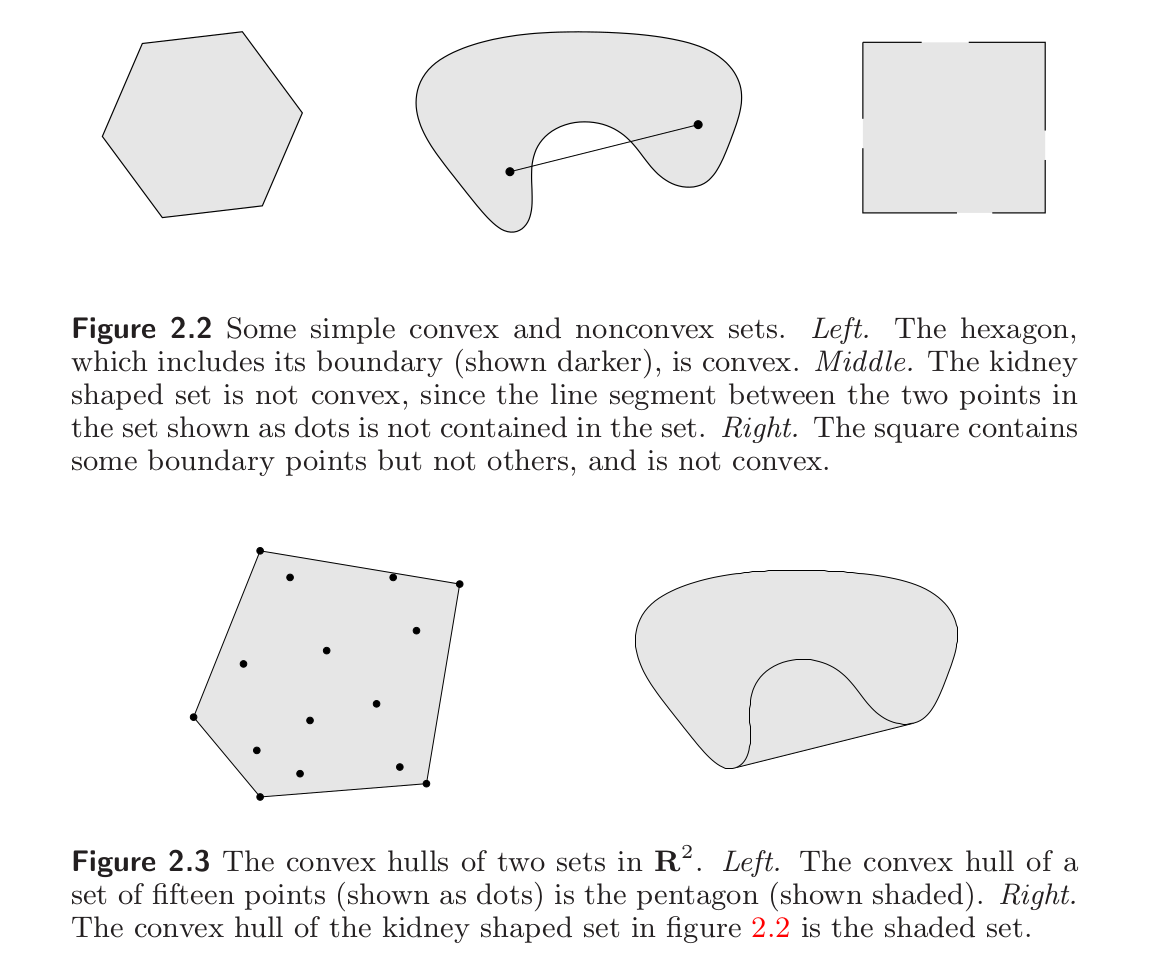 Figure 2.2 Some simple convex and nonconvex sets. Left. The hexagon,
which includes its boundary (shown darker), is convex. Middle. The kidney
shaped set is not convex, since the line segment between the two points in
the set shown as dots is not contained in the set. Right. The square contains
some boundary points but not others, and is not convex.
Figure 2.3 The convex hulls of two sets in R². Left. The convex hull of a
set of fifteen points (shown as dots) is the pentagon (shown shaded). Right.
The convex hull of the kidney shaped set in figure 2.2 is the shaded set.